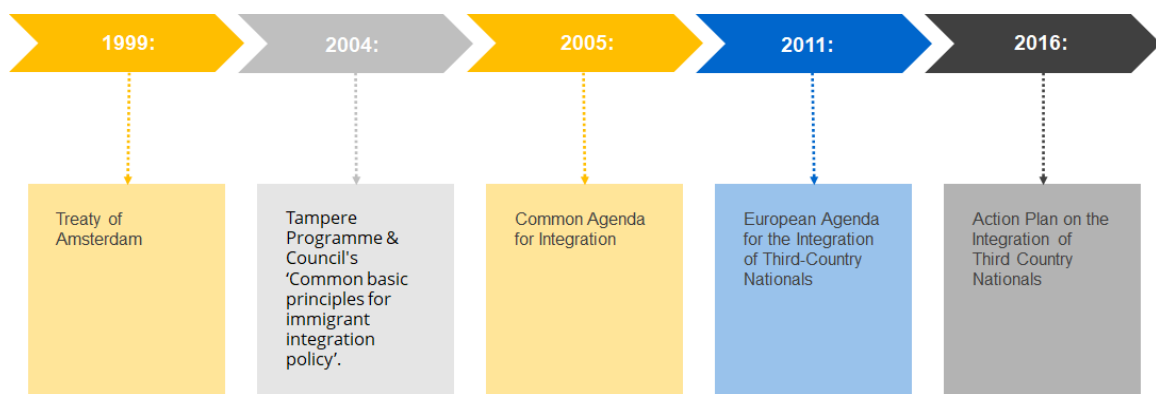 1999:
2004:
2005:
2011:
2016:
Treaty of
Amsterdam
Tampere
Programme &
Council's
‘Common basic
principles for
immigrant
integration
policy’.
Common Agenda
for Integration
European Agenda
for the Integration
of Third-Country
Nationals
Action Plan on the
Integration of
Third Country
Nationals